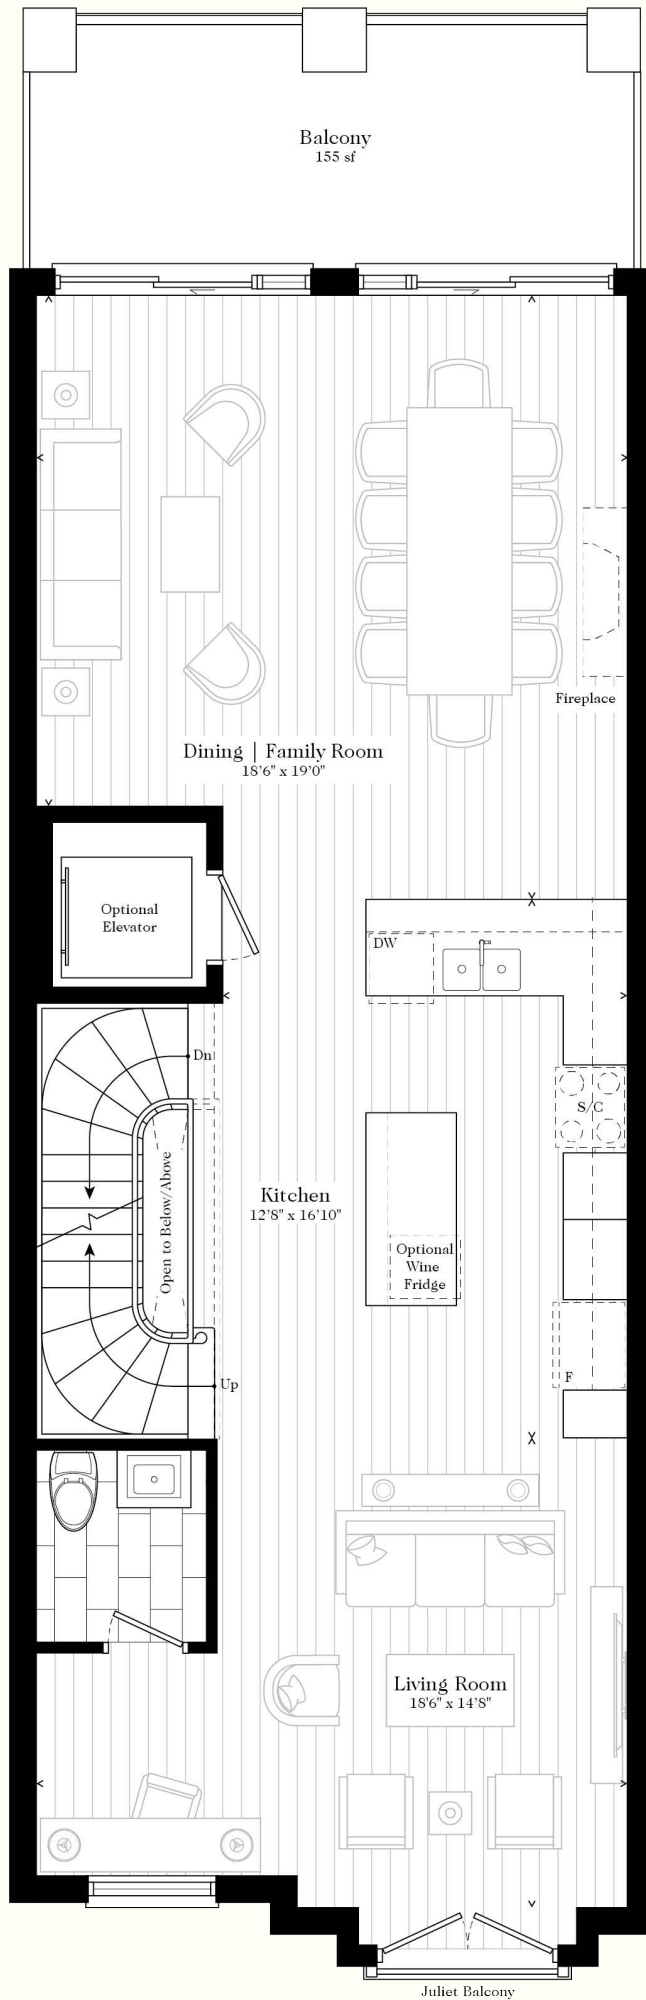 Balcony
155 sf
Fireplace
Dining | Family Room
18'6" x 19'0"
Optional
Elevator
DW
Dn
S/C
Open to Below/Above
Kitchen
12'8" x 16'10"
Optional
Wine
Fridge
F
Up
Living Room
18'6" x 14'8"
Juliet Balcony